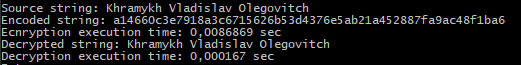 Source string: Khramykh Vladislav Olegovitch
Encoded string: a14660c3e7918a3c6715626b53d4376e5ab21a452887fa9ac48f1ba6
Ecnryption execution time: 0,0086869 sec
Decrypted string: Khramykh Vladislav Olegovitch
Decryption execution time: 0,000167 sec